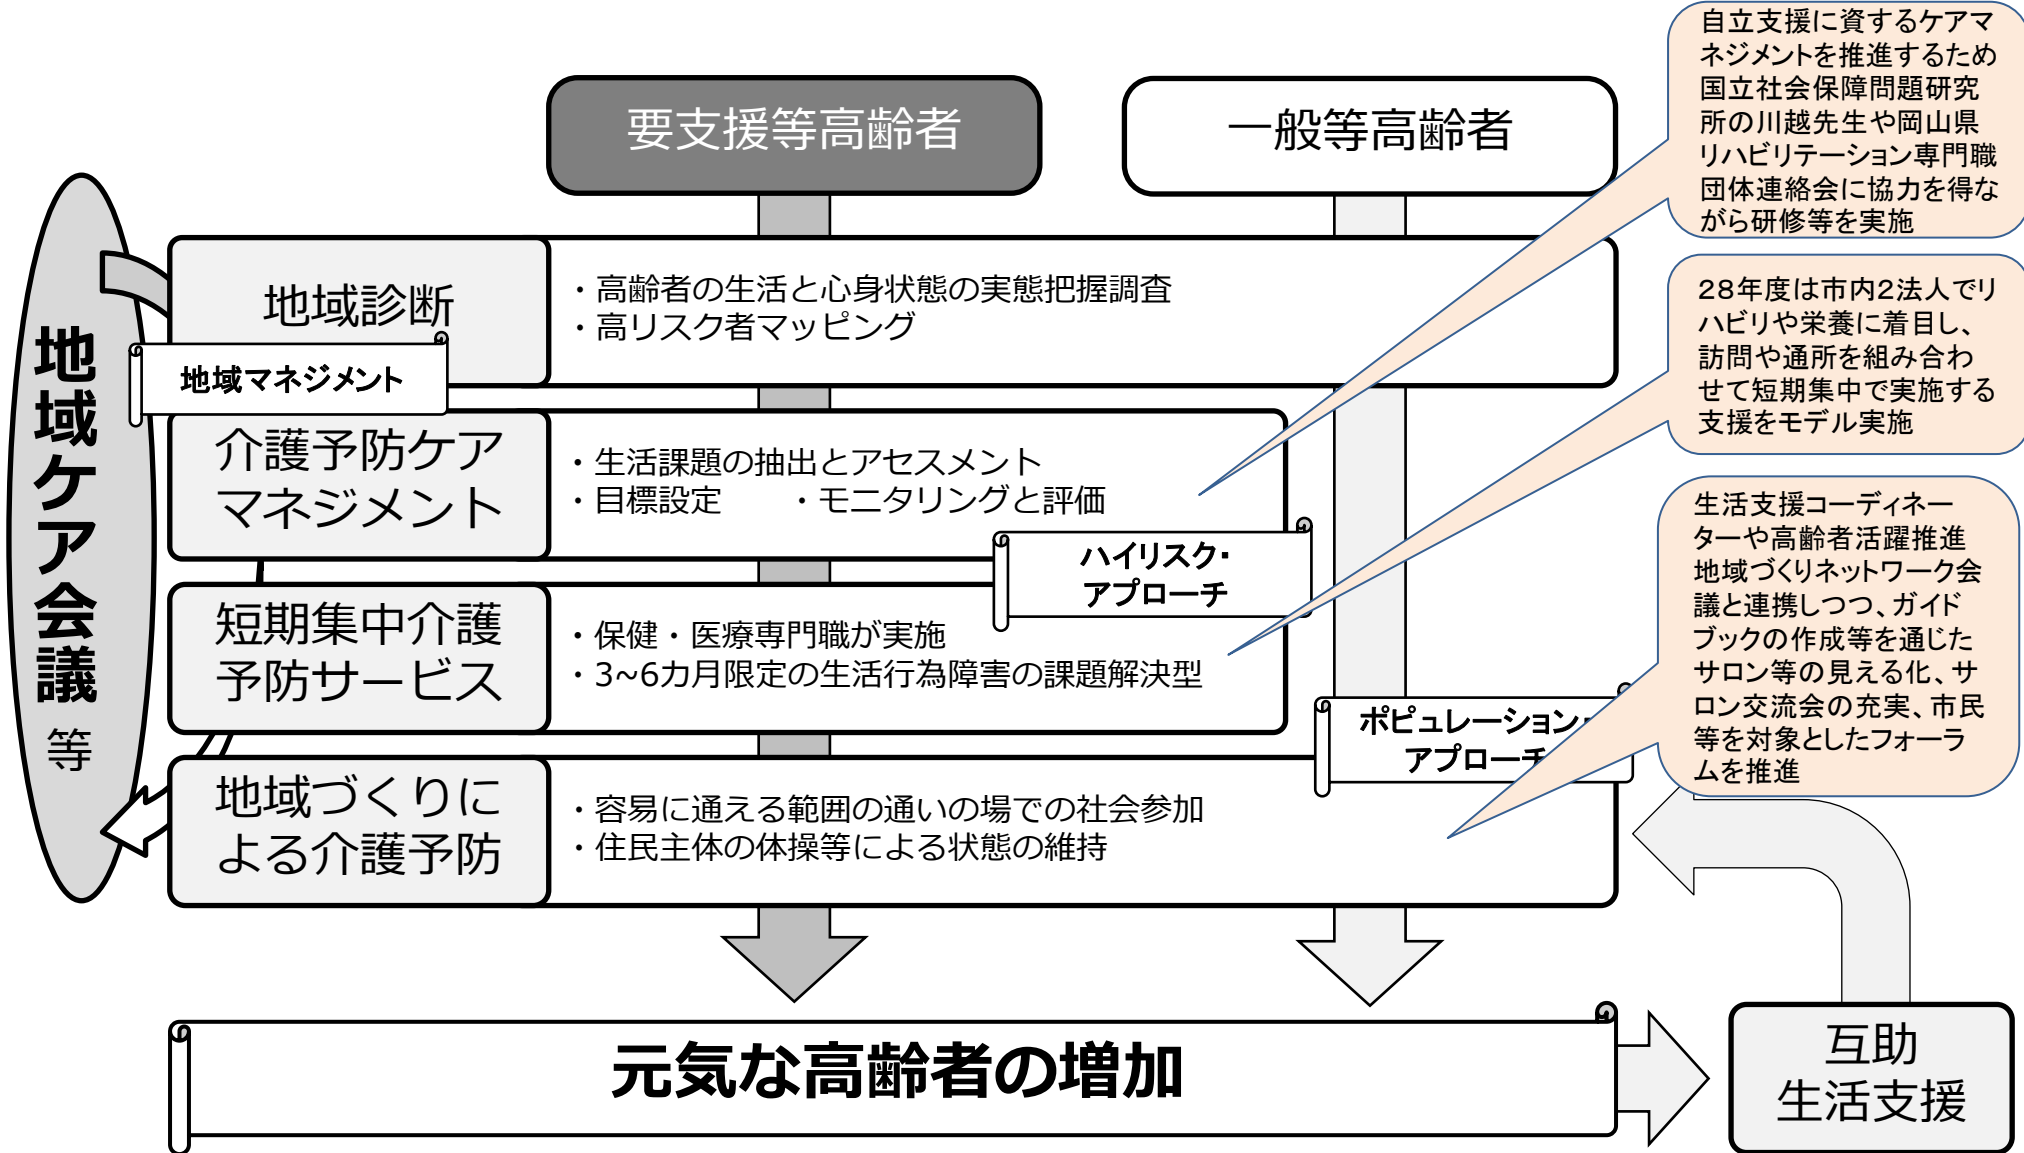 要支援等高齢者
一般等高齢者
自立支援に資するケアマ
ネジメントを推進するため
国立社会保障問題研究
所の川越先生や岡山県
リハビリテーション専門職
団体連絡会に協力を得な
がら研修等を実施
地域ケア会議 等
地域診断
・高齢者の生活と心身状態の実態把握調査
・高リスク者マッピング
地域マネジメント
28年度は市内2法人でリ
ハビリや栄養に着目し、
訪問や通所を組み合わ
せて短期集中で実施する
支援をモデル実施
介護予防ケア
マネジメント
・生活課題の抽出とアセスメント
・目標設定　　・モニタリングと評価
ハイリスク・
アプローチ
短期集中介護
予防サービス
・保健・医療専門職が実施
・3~6カ月限定の生活行為障害の課題解決型
生活支援コーディネー
ターや高齢者活躍推進
地域づくりネットワーク会
議と連携しつつ、ガイド
ブックの作成等を通じた
サロン等の見える化、サ
ロン交流会の充実、市民
等を対象としたフォーラ
ムを推進
ポピュレーション・
アプローチ
地域づくりに
よる介護予防
・容易に通える範囲の通いの場での社会参加
・住民主体の体操等による状態の維持
元気な高齢者の増加
互助
生活支援